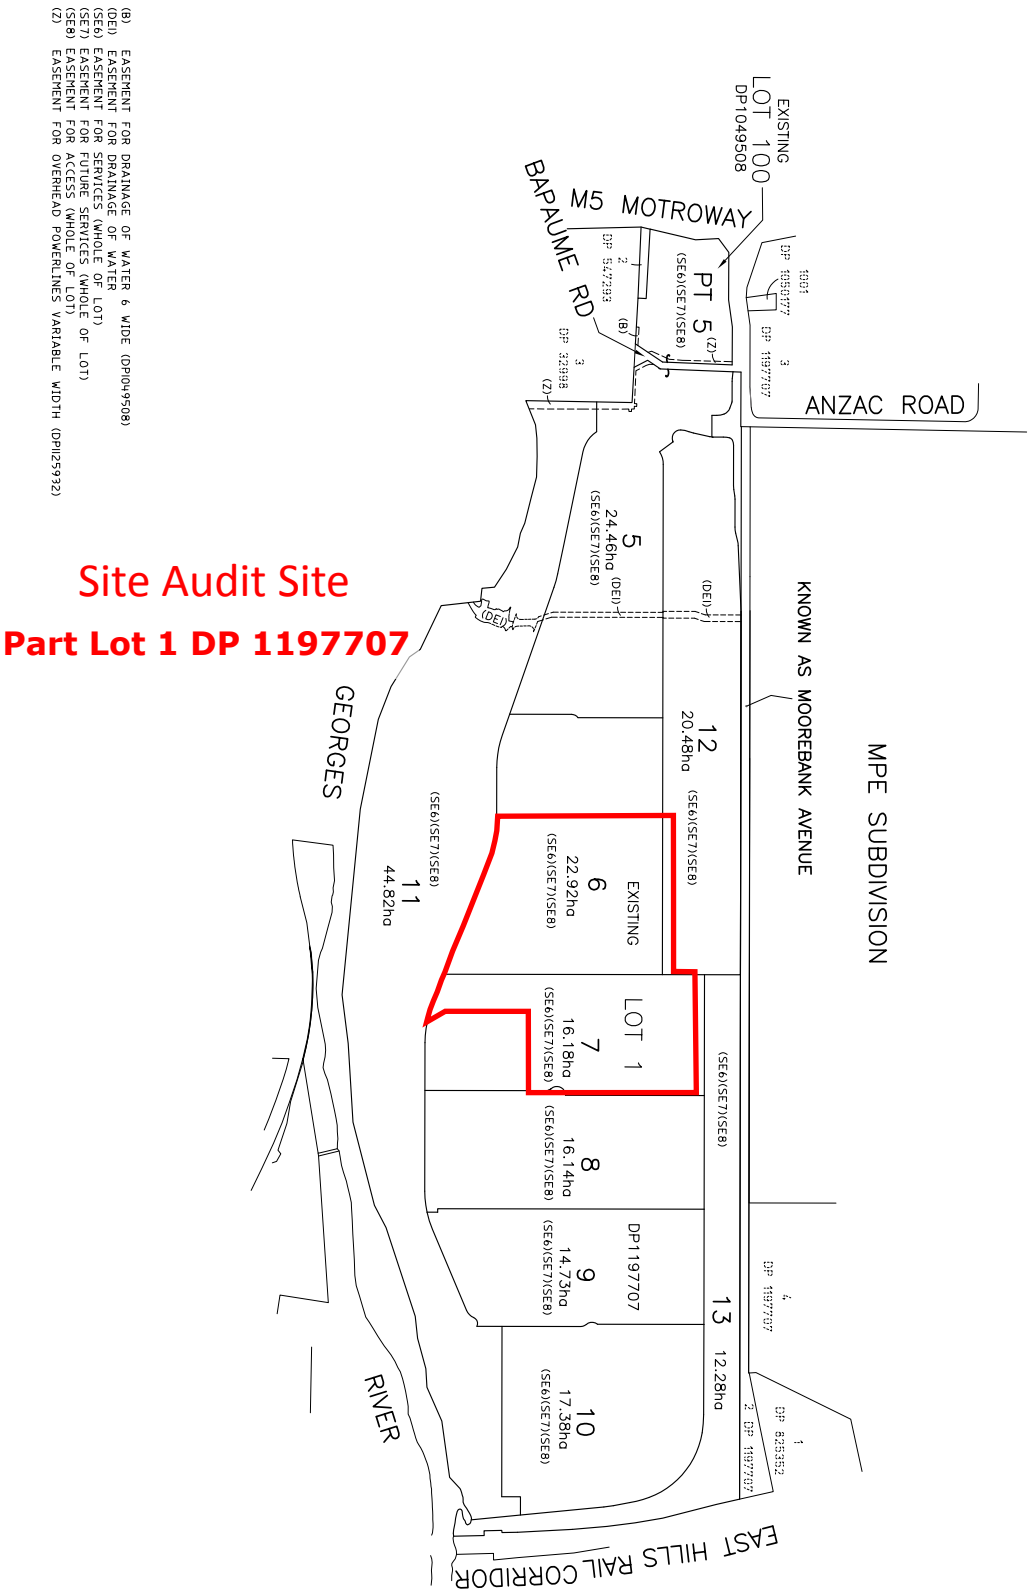 (B) EASEMENT FOR DRAINAGE OF WATER 6 WIDE (DP1049508)
(DE1) EASEMENT FOR DRAINAGE OF WATER
(SE6) EASEMENT FOR SERVICES (WHOLE OF LOT)
(SE7) EASEMENT FOR FUTURE SERVICES (WHOLE OF LOT)
(SE8) EASEMENT FOR ACCESS (WHOLE OF LOT)
(Z) EASEMENT FOR OVERHEAD POWERLINES VARIABLE WIDTH (DP1125932)
EXISTING
LOT 100
DP1049508
M5 MOTROWAY
BAPAUME RD
PT 5
(SE6)(SE7)(SE8)
(Z)
(B)
2
DP 547293
3
DP 32998
(Z)
1001
DP 1050177
3
DP 1197707
ANZAC ROAD
5
24.46ha
(SE6)(SE7)(SE8)
(DE1)
(DE1)
(DE1)
Site Audit Site
Part Lot 1 DP 1197707
KNOWN AS MOOREBANK AVENUE
MPE SUBDIVISION
12
20.48ha
(SE6)(SE7)(SE8)
GEORGES
(SE6)(SE7)(SE8)
11
44.82ha
EXISTING
6
22.92ha
(SE6)(SE7)(SE8)
LOT 1
7
16.18ha
(SE6)(SE7)(SE8)
(SE6)(SE7)(SE8)
8
16.14ha
(SE6)(SE7)(SE8)
DP1197707
9
14.73ha
(SE6)(SE7)(SE8)
13
12.28ha
4
DP 1197707
10
17.38ha
(SE6)(SE7)(SE8)
RIVER
1
DP 825352
2 DP 1197707
EAST HILLS RAIL CORRIDOR